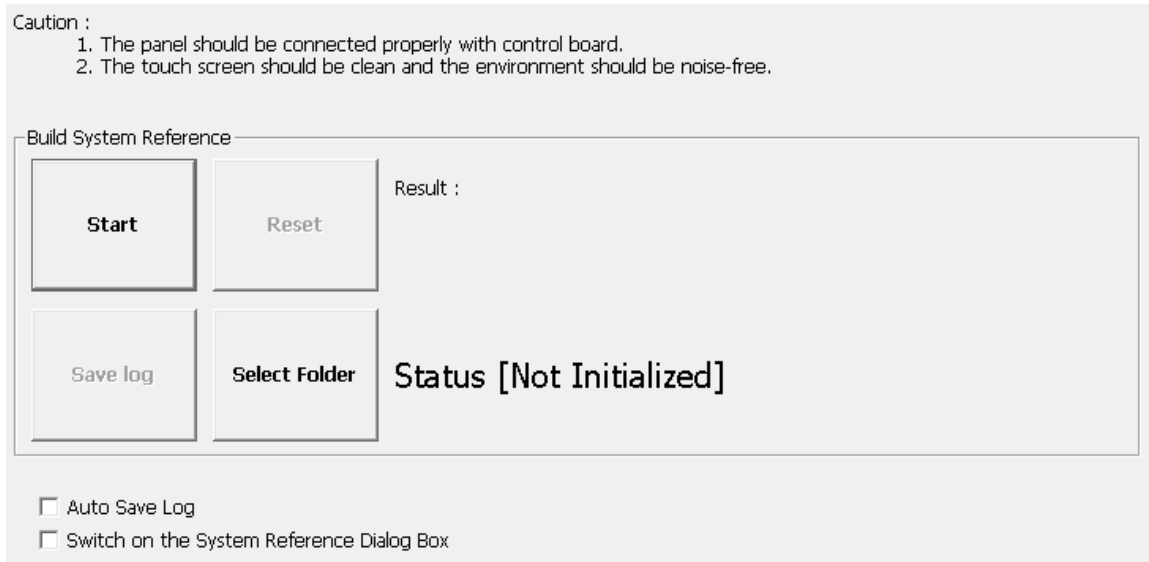 Caution :
1. The panel should be connected properly with control board.
2. The touch screen should be clean and the environment should be noise-free.
Build System Reference
Start
Reset
Result :
Save log
Select Folder
Status [Not Initialized]
Auto Save Log
Switch on the System Reference Dialog Box